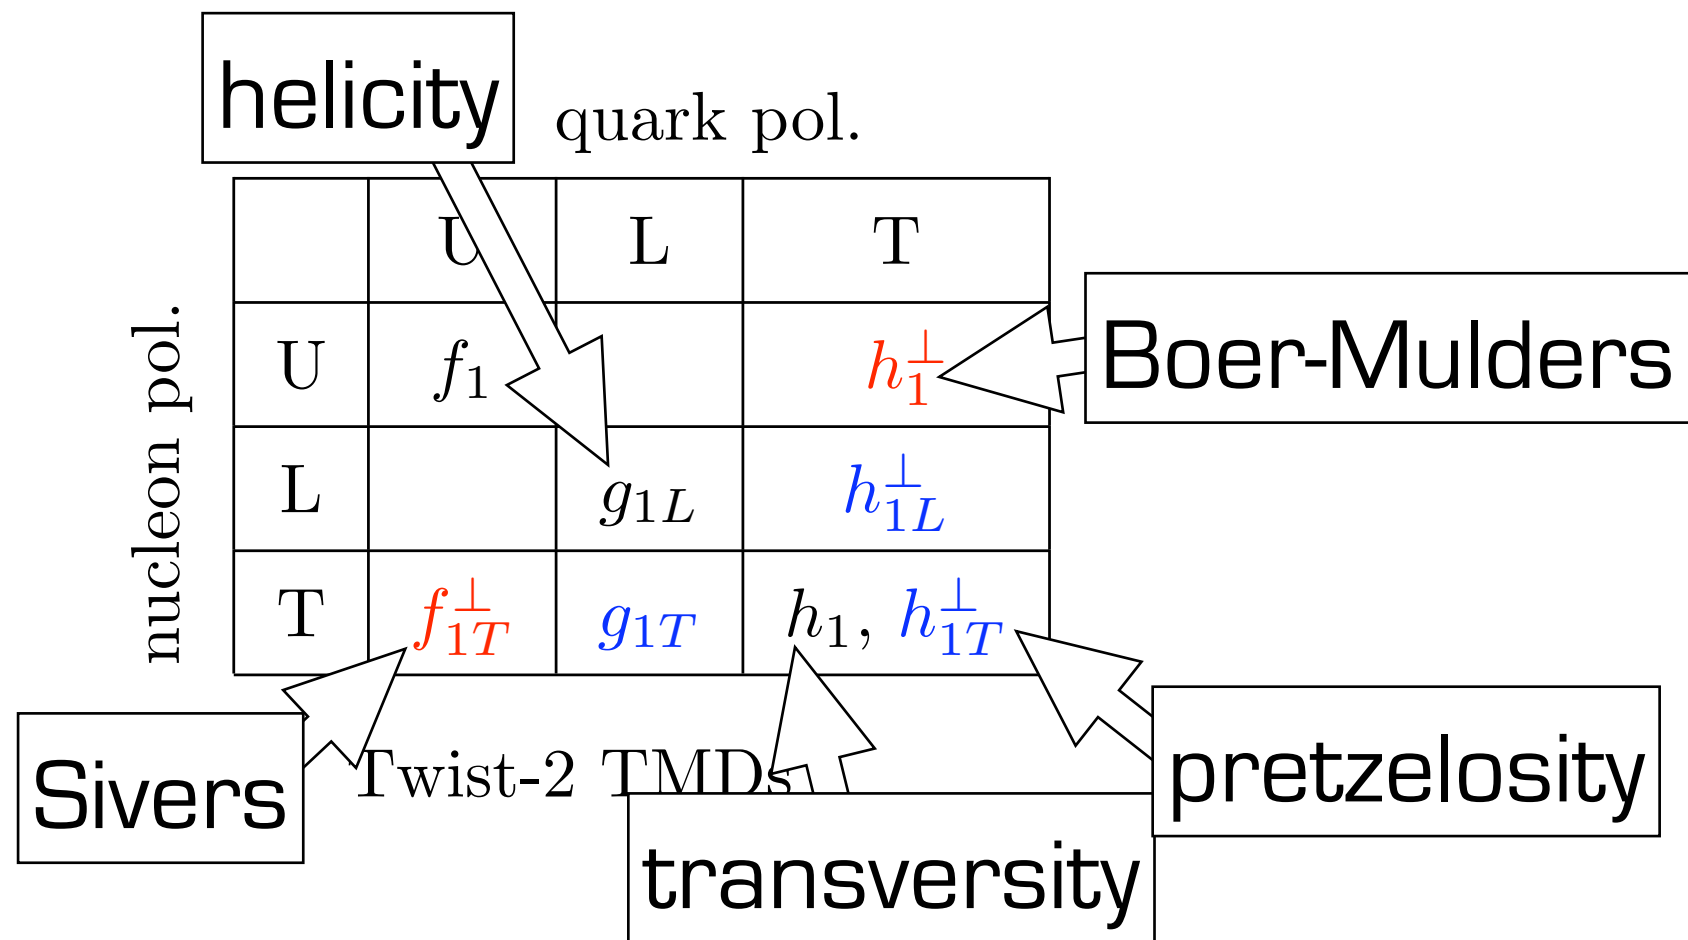 helicity
quark pol.
nucleon pol.
U L T
U f₁ h₁^⊥
Boer-Mulders
L g₁L h₁L^⊥
T f₁T^⊥ g₁T h₁, h₁T^⊥
Sivers
Twist-2 TMDs
pretzelosity
transversity